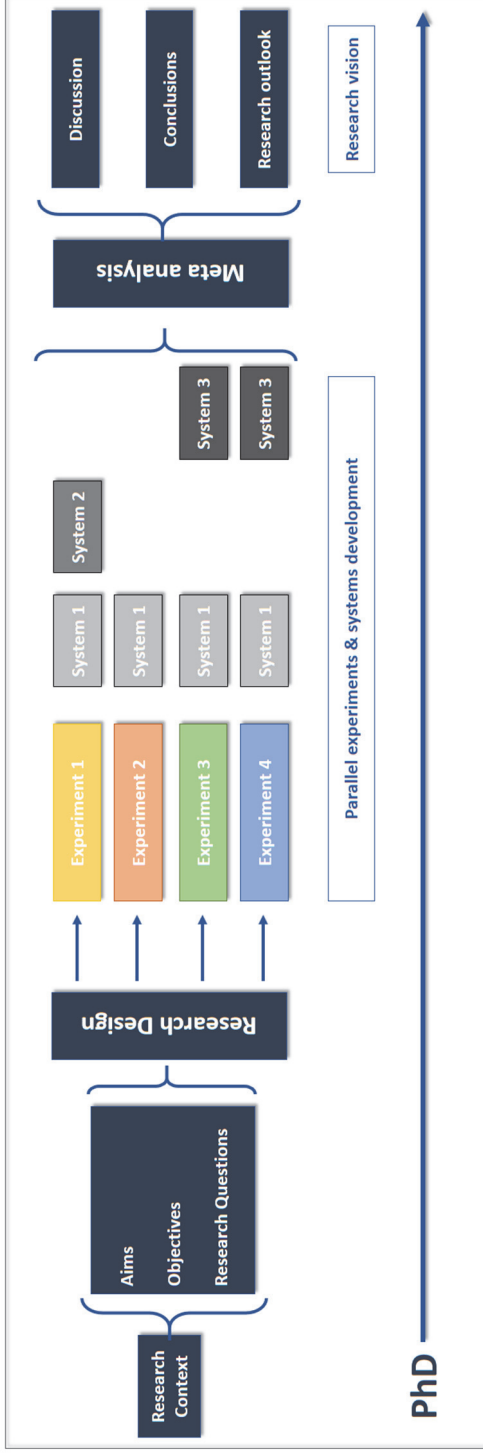 Research
Context
Aims
Objectives
Research Questions
Research Design
Experiment 1
System 1
System 2
Experiment 2
System 1
Experiment 3
System 1
System 3
Experiment 4
System 1
System 3
Meta analysis
Discussion
Conclusions
Research outlook
Parallel experiments & systems development
Research vision
PhD